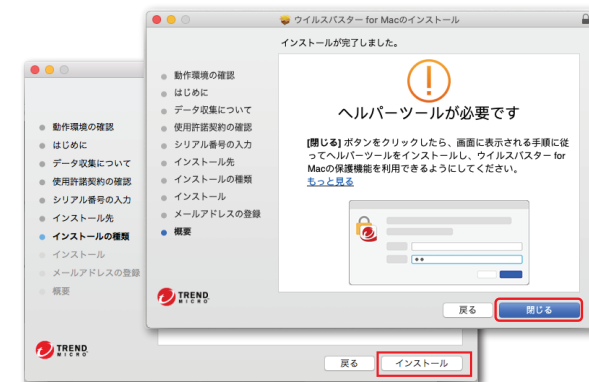 ウイルスバスター for Macのインストール
インストールが完了しました。
動作環境の確認
はじめに
データ収集について
使用許諾契約の確認
シリアル番号の入力
インストール先
インストールの種類
インストール
メールアドレスの登録
概要
!
ヘルパーツールが必要です
[閉じる] ボタンをクリックしたら、画面に表示される手順に従
ってヘルパーツールをインストールし、ウイルスバスター for
Macの保護機能を利用できるようにしてください。
もっと見る
TREND
MICRO
戻る
閉じる
動作環境の確認
はじめに
データ収集について
使用許諾契約の確認
シリアル番号の入力
インストール先
インストールの種類
インストール
メールアドレスの登録
概要
TREND
MICRO
戻る
インストール